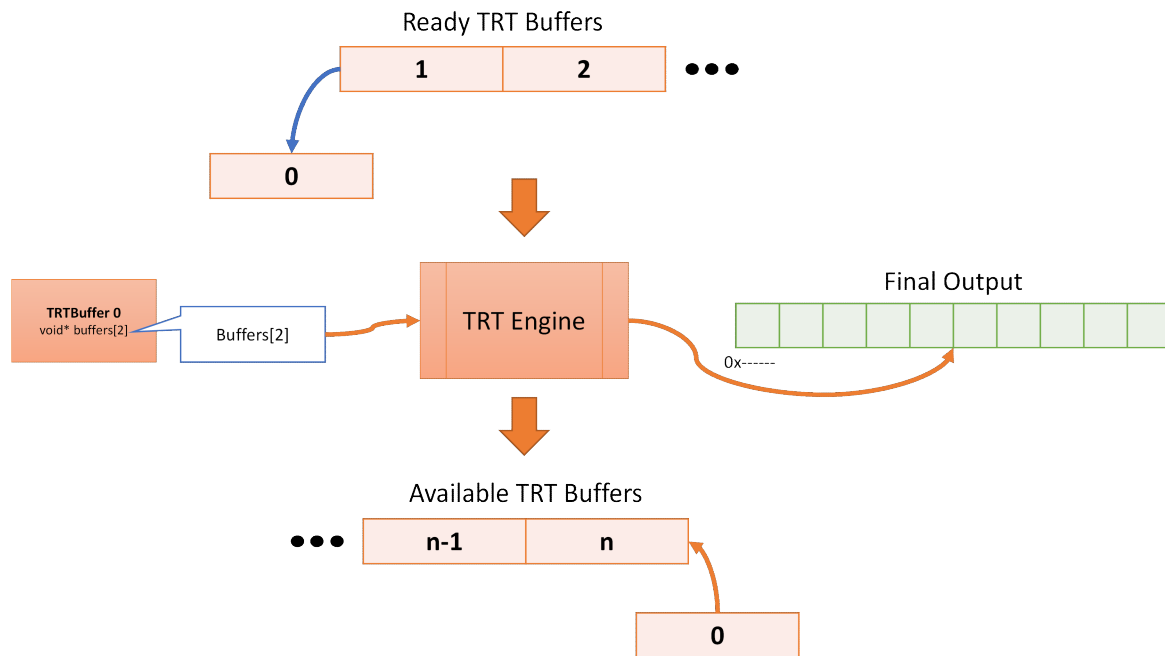 Ready TRT Buffers
1 2
0
TRTBuffer 0
void* buffers[2]
Buffers[2]
TRT Engine
Final Output
0x------
Available TRT Buffers
n-1 n
0